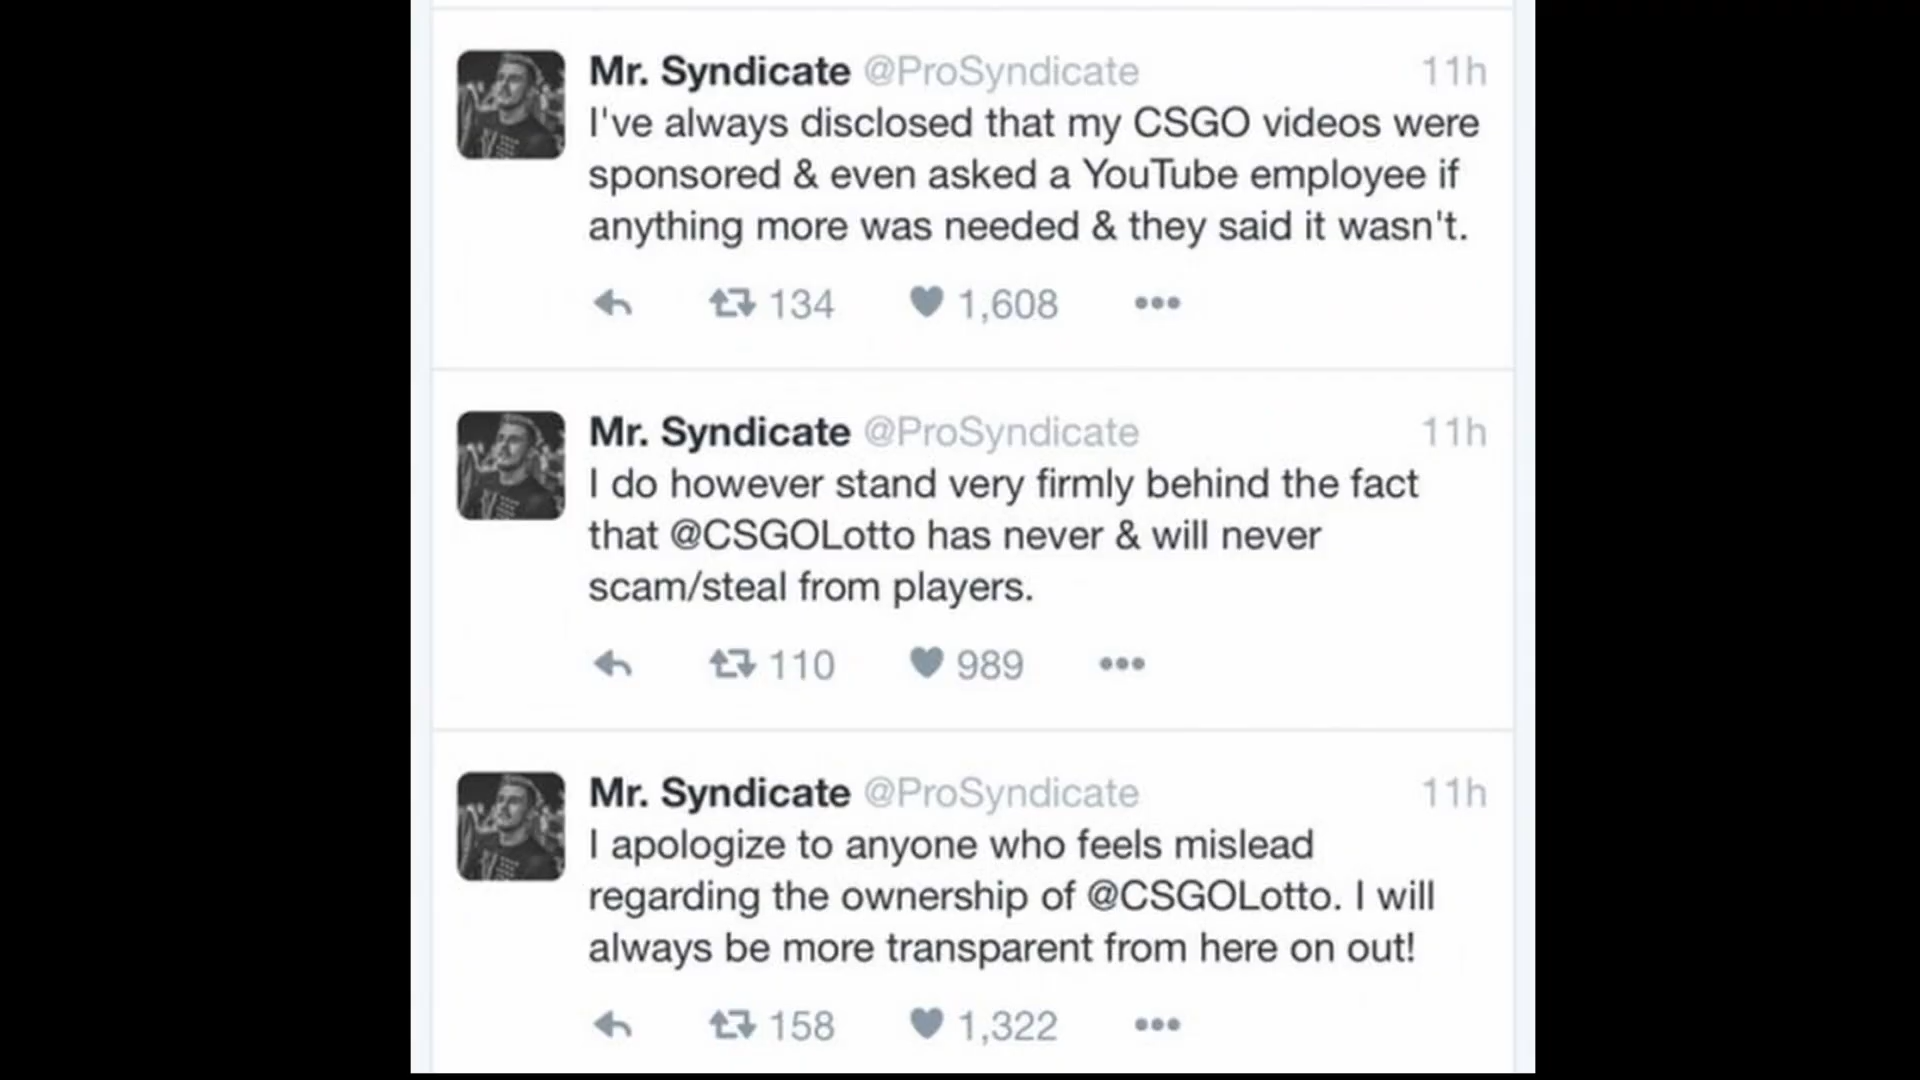 Mr. Syndicate @ProSyndicate 11h
I've always disclosed that my CSGO videos were
sponsored & even asked a YouTube employee if
anything more was needed & they said it wasn't.
134 1,608
Mr. Syndicate @ProSyndicate 11h
I do however stand very firmly behind the fact
that @CSGOLotto has never & will never
scam/steal from players.
110 989
Mr. Syndicate @ProSyndicate 11h
I apologize to anyone who feels mislead
regarding the ownership of @CSGOLotto. I will
always be more transparent from here on out!
158 1,322